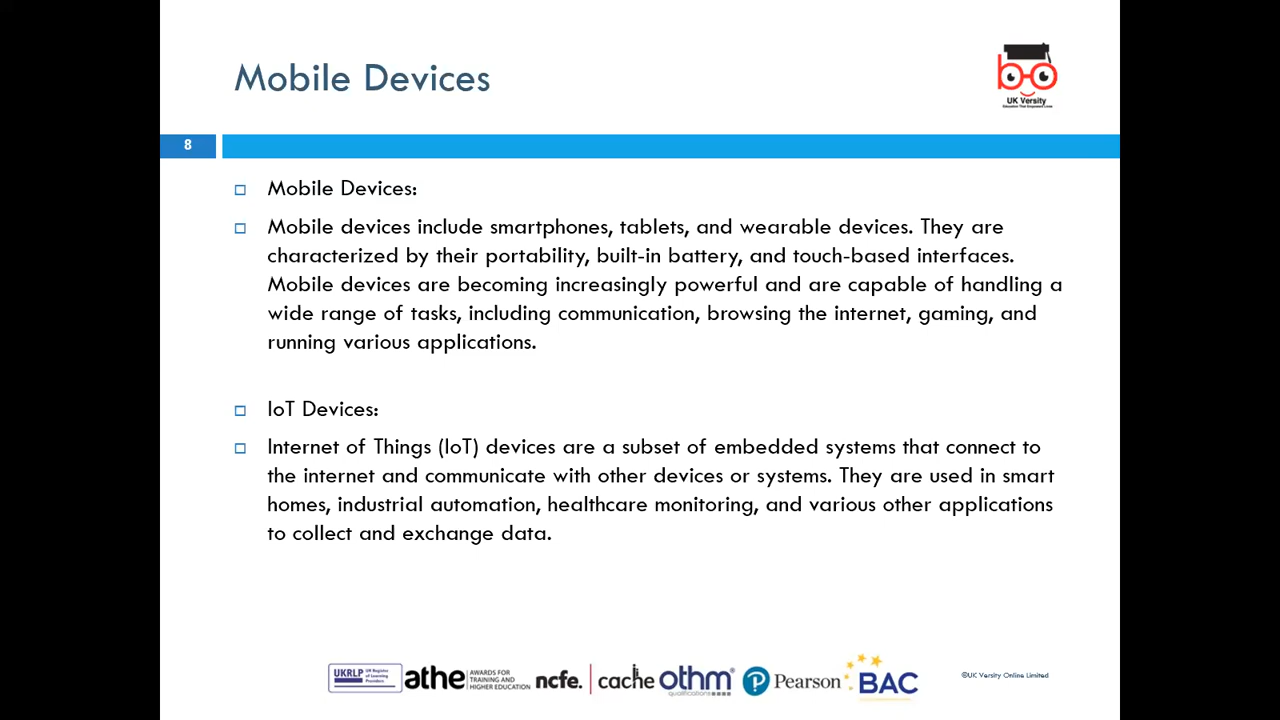 Mobile Devices
UK Versity
8
Mobile Devices:
Mobile devices include smartphones, tablets, and wearable devices. They are
characterized by their portability, built-in battery, and touch-based interfaces.
Mobile devices are becoming increasingly powerful and are capable of handling a
wide range of tasks, including communication, browsing the internet, gaming, and
running various applications.
IoT Devices:
Internet of Things (IoT) devices are a subset of embedded systems that connect to
the internet and communicate with other devices or systems. They are used in smart
homes, industrial automation, healthcare monitoring, and various other applications
to collect and exchange data.
UKRLP UK Register of Learning Providers
athe AWARDS FOR TRAINING AND HIGHER EDUCATION
ncfe. cache
othm qualifications
Pearson
BAC
©UK Versity Online Limited